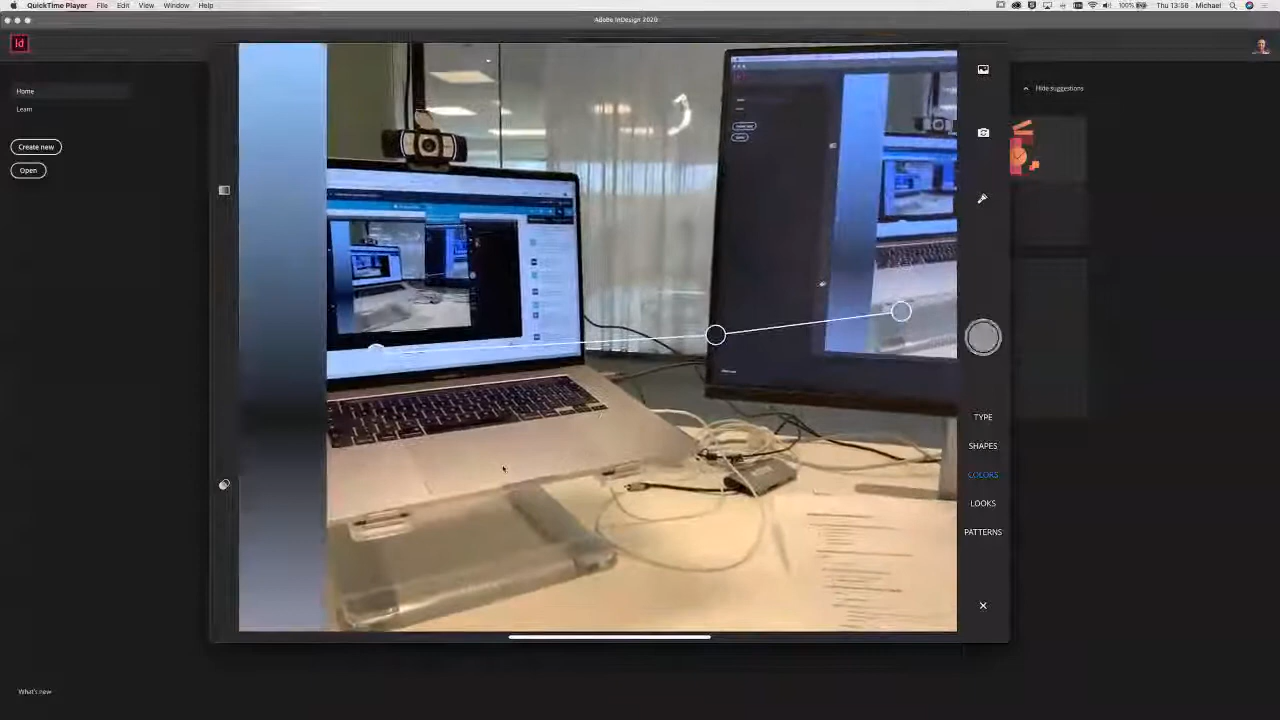 QuickTime Player File Edit View Window Help
100% Thu 13:58 Michael
Adobe InDesign 2020
Id
Home
Learn
Create new
Open
Hide suggestions
TYPE
SHAPES
COLORS
LOOKS
PATTERNS
What's new